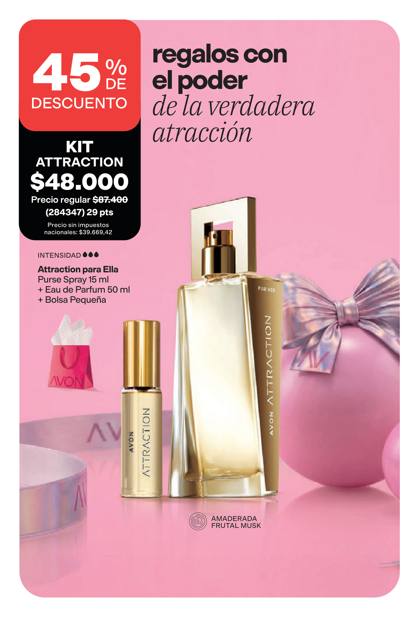 45% DE
DESCUENTO
KIT
ATTRACTION
$48.000
Precio regular $87.400
(284347) 29 pts
Precio sin impuestos
nacionales: $39.669,42
regalos con
el poder
de la verdadera
atracción
INTENSIDAD
Attraction para Ella
Purse Spray 15 ml
+ Eau de Parfum 50 ml
+ Bolsa Pequeña
AVON
AVON
ATTRACTION
FOR HER
AVON ATTRACTION
AV
AV
AMADERADA
FRUTAL MUSK